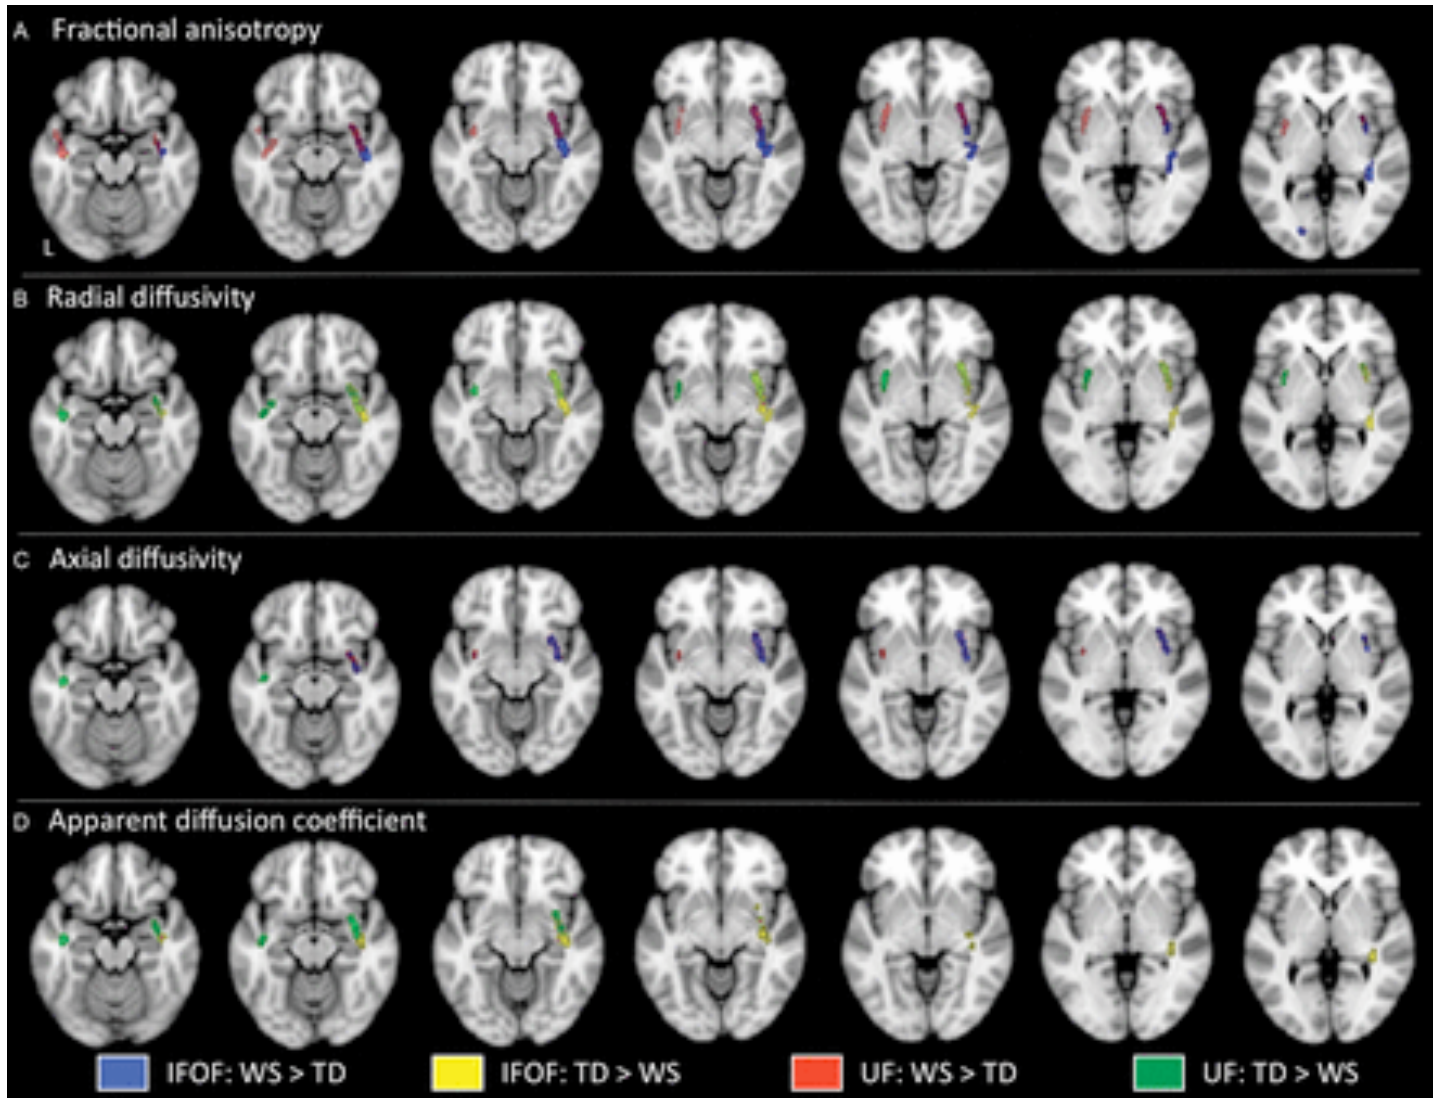 A Fractional anisotropy
L
B Radial diffusivity
C Axial diffusivity
D Apparent diffusion coefficient
IFOF: WS > TD IFOF: TD > WS UF: WS > TD UF: TD > WS